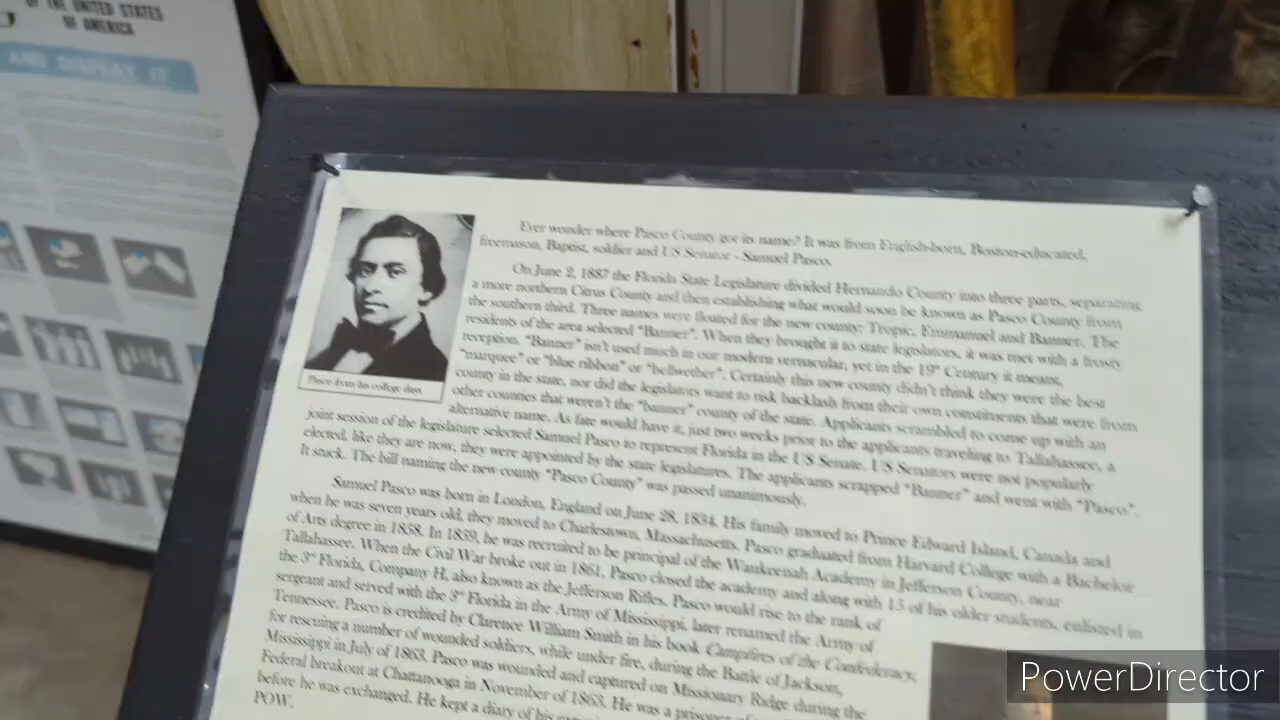 OF THE UNITED STATES
OF AMERICA
AND DISPLAY IT
Ever wonder where Pasco County got its name? It was from English-born, Boston-educated,
freemason, Baptist, soldier and US Senator - Samuel Pasco.
On June 2, 1887 the Florida State Legislature divided Hernando County into three parts, separating
a more northern Citrus County and then establishing what would soon be known as Pasco County from
the southern third. Three names were floated for the new county: Tropic, Emmanuel and Banner. The
residents of the area selected "Banner". When they brought it to state legislators, it was met with a frosty
reception. "Banner" isn't used much in our modern vernacular, yet in the 19th Century it meant,
"marquee" or "blue ribbon" or "bellwether". Certainly this new county didn't think they were the best
county in the state, nor did the legislators want to risk backlash from their own constituents that were from
other counties that weren't the "banner" county of the state. Applicants scrambled to come up with an
alternative name. As fate would have it, just two weeks prior to the applicants traveling to Tallahassee, a
joint session of the legislature selected Samuel Pasco to represent Florida in the US Senate. US Senators were not popularly
elected, like they are now, they were appointed by the state legislatures. The applicants scrapped "Banner" and went with "Pasco".
It stuck. The bill naming the new county "Pasco County" was passed unanimously.
Pasco from his college days
Samuel Pasco was born in London, England on June 28, 1834. His family moved to Prince Edward Island, Canada and
when he was seven years old, they moved to Charlestown, Massachusetts. Pasco graduated from Harvard College with a Bachelor
of Arts degree in 1858. In 1859, he was recruited to be principal of the Waukeenah Academy in Jefferson County, near
Tallahassee. When the Civil War broke out in 1861, Pasco closed the academy and along with 15 of his older students, enlisted in
the 3rd Florida, Company H, also known as the Jefferson Rifles. Pasco would rise to the rank of
sergeant and served with the 3rd Florida in the Army of Mississippi, later renamed the Army of
Tennessee. Pasco is credited by Clarence William Smith in his book Campfires of the Confederacy,
for rescuing a number of wounded soldiers, while under fire, during the Battle of Jackson,
Mississippi in July of 1863. Pasco was wounded and captured on Missionary Ridge during the
Federal breakout at Chattanooga in November of 1863. He was a prisoner
before he was exchanged. He kept a diary of his
POW.
PowerDirector